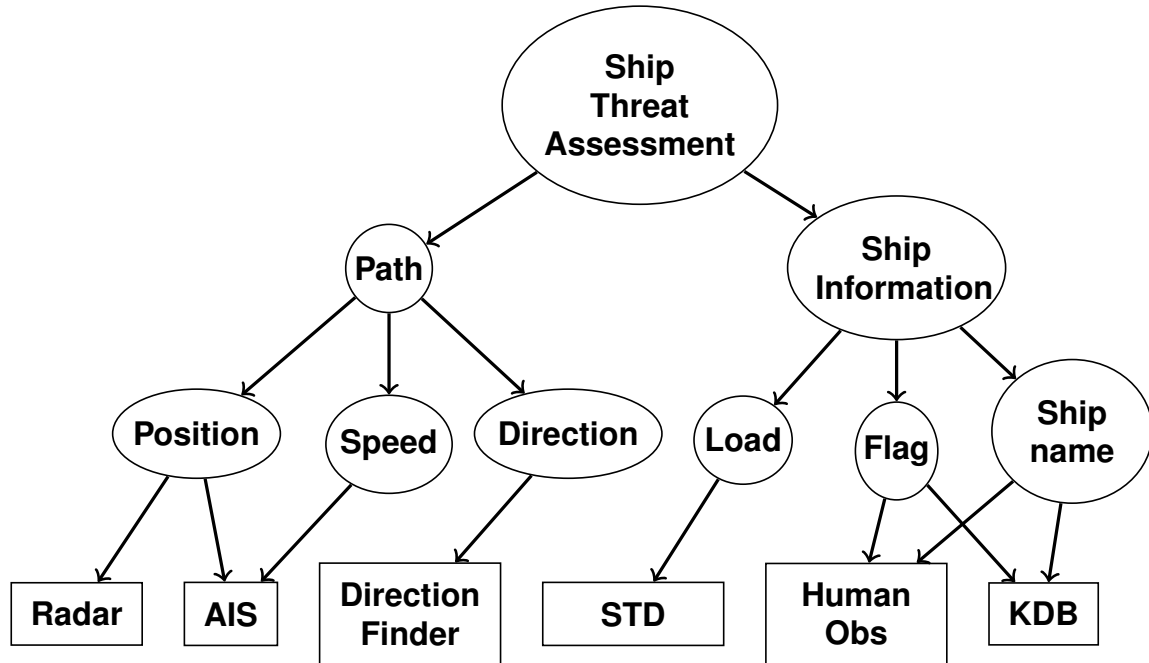 Ship
Threat
Assessment
Path
Ship
Information
Position
Speed
Direction
Load
Flag
Ship
name
Radar
AIS
Direction
Finder
STD
Human
Obs
KDB